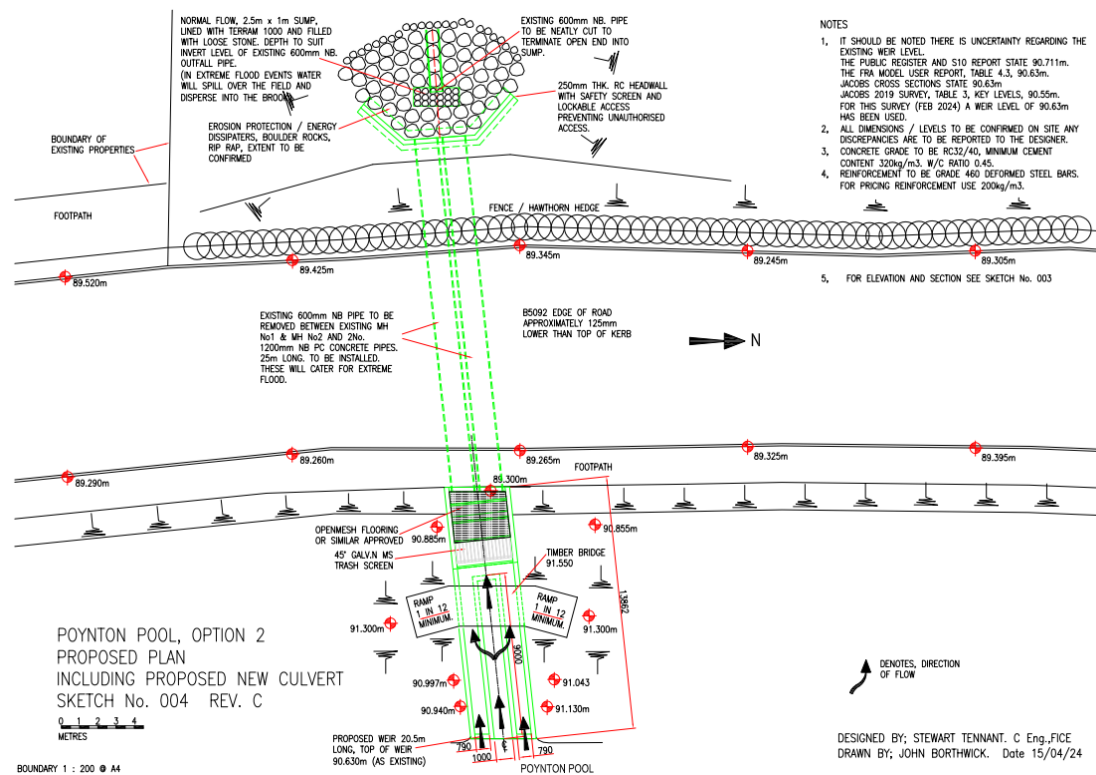 NORMAL FLOW, 2.5m x 1m SUMP,
LINED WITH TERRAM 1000 AND FILLED
WITH LOOSE STONE. DEPTH TO SUIT
INVERT LEVEL OF EXISTING 600mm NB.
OUTFALL PIPE.
(IN EXTREME FLOOD EVENTS WATER
WILL SPILL OVER THE FIELD AND
DISPERSE INTO THE BROOK)
EXISTING 600mm NB. PIPE
TO BE NEATLY CUT TO
TERMINATE OPEN END INTO
SUMP.
250mm THK. RC HEADWALL
WITH SAFETY SCREEN AND
LOCKABLE ACCESS
PREVENTING UNAUTHORISED
ACCESS.
EROSION PROTECTION / ENERGY
DISSIPATERS, BOULDER ROCKS,
RIP RAP, EXTENT TO BE
CONFIRMED
NOTES
1, IT SHOULD BE NOTED THERE IS UNCERTAINTY REGARDING THE
EXISTING WEIR LEVEL.
THE PUBLIC REGISTER AND S10 REPORT STATE 90.711m.
THE FRA MODEL USER REPORT, TABLE 4.3, 90.63m.
JACOBS CROSS SECTIONS STATE 90.63m
JACOBS 2019 SURVEY, TABLE 3, KEY LEVELS, 90.55m.
FOR THIS SURVEY (FEB 2024) A WEIR LEVEL OF 90.63m
HAS BEEN USED.
2, ALL DIMENSIONS / LEVELS TO BE CONFIRMED ON SITE ANY
DISCREPANCIES ARE TO BE REPORTED TO THE DESIGNER.
3, CONCRETE GRADE TO BE RC32/40, MINIMUM CEMENT
CONTENT 320kg/m3. W/C RATIO 0.45.
4, REINFORCEMENT TO BE GRADE 460 DEFORMED STEEL BARS.
FOR PRICING REINFORCEMENT USE 200kg/m3.
5, FOR ELEVATION AND SECTION SEE SKETCH No. 003
BOUNDARY OF
EXISTING PROPERTIES
FOOTPATH
FENCE / HAWTHORN HEDGE
89.520m
89.425m
89.345m
89.245m
89.305m
EXISTING 600mm NB PIPE TO BE
REMOVED BETWEEN EXISTING MH
No1 & MH No2 AND 2No.
1200mm NB PC CONCRETE PIPES.
25m LONG. TO BE INSTALLED.
THESE WILL CATER FOR EXTREME
FLOOD.
B5092 EDGE OF ROAD
APPROXIMATELY 125mm
LOWER THAN TOP OF KERB
N
89.290m
89.260m
89.265m
89.325m
89.395m
FOOTPATH
89.300m
OPENMESH FLOORING
OR SIMILAR APPROVED
90.885m
90.855m
45° GALV.N MS
TRASH SCREEN
TIMBER BRIDGE
91.550
13862
RAMP
1 IN 12
MINIMUM.
RAMP
1 IN 12
MINIMUM.
91.300m
91.300m
9000
90.997m
91.043
90.940m
91.130m
POYNTON POOL, OPTION 2
PROPOSED PLAN
INCLUDING PROPOSED NEW CULVERT
SKETCH No. 004 REV. C
0 1 2 3 4
METRES
PROPOSED WEIR 20.5m
LONG, TOP OF WEIR
90.630m (AS EXISTING)
790
1000
790
POYNTON POOL
DENOTES, DIRECTION
OF FLOW
DESIGNED BY; STEWART TENNANT. C Eng.,FICE
DRAWN BY; JOHN BORTHWICK. Date 15/04/24
BOUNDARY 1 : 200 @ A4